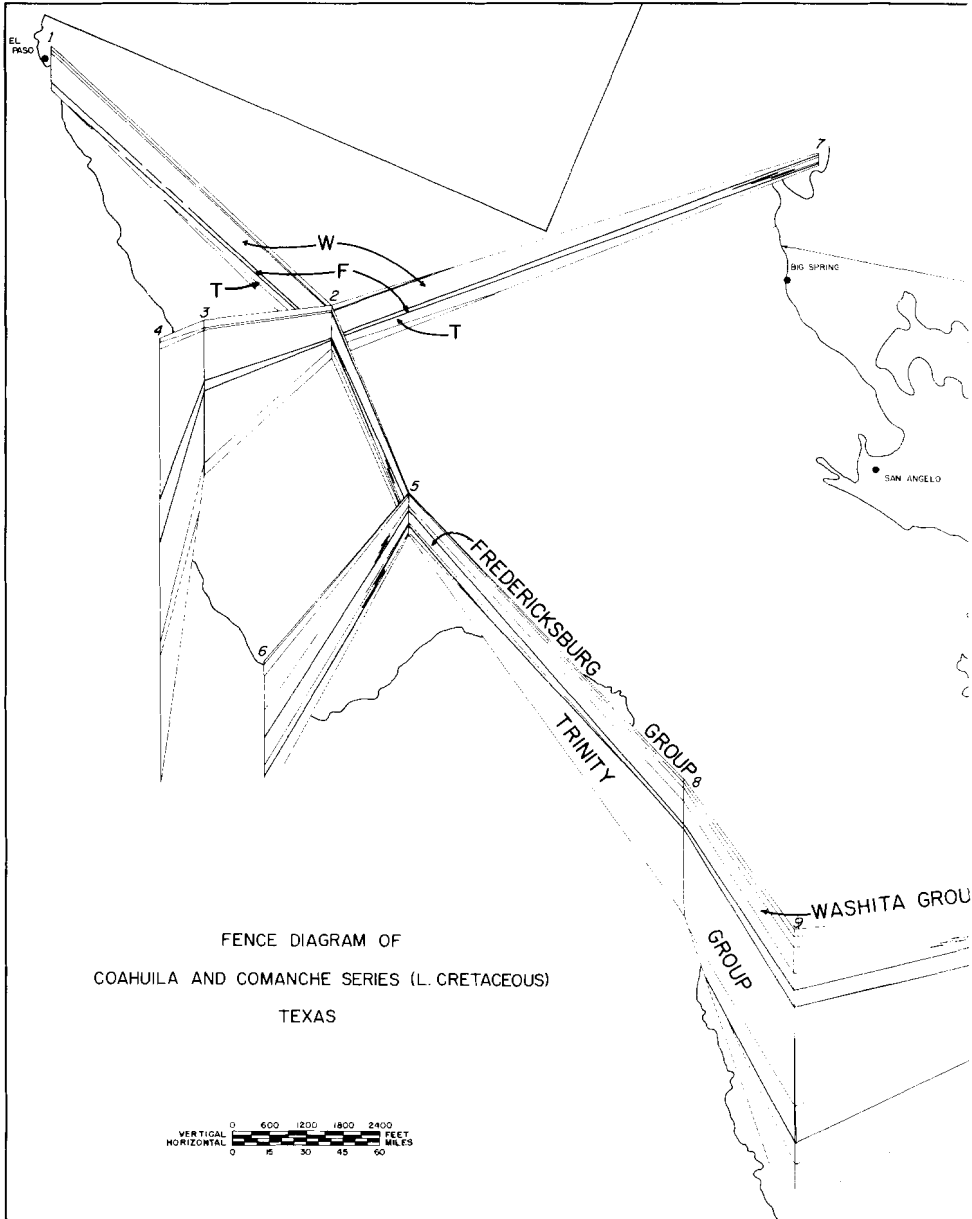 EL
PASO
1
7
W
BIG SPRING
F
T
2
3
T
4
SAN ANGELO
5
FREDERICKSBURG
6
TRINITY
GROUP
8
WASHITA GROU
9
GROUP
FENCE DIAGRAM OF
COAHUILA AND COMANCHE SERIES (L. CRETACEOUS)
TEXAS
0 600 1200 1800 2400
VERTICAL FEET
HORIZONTAL MILES
0 15 30 45 60